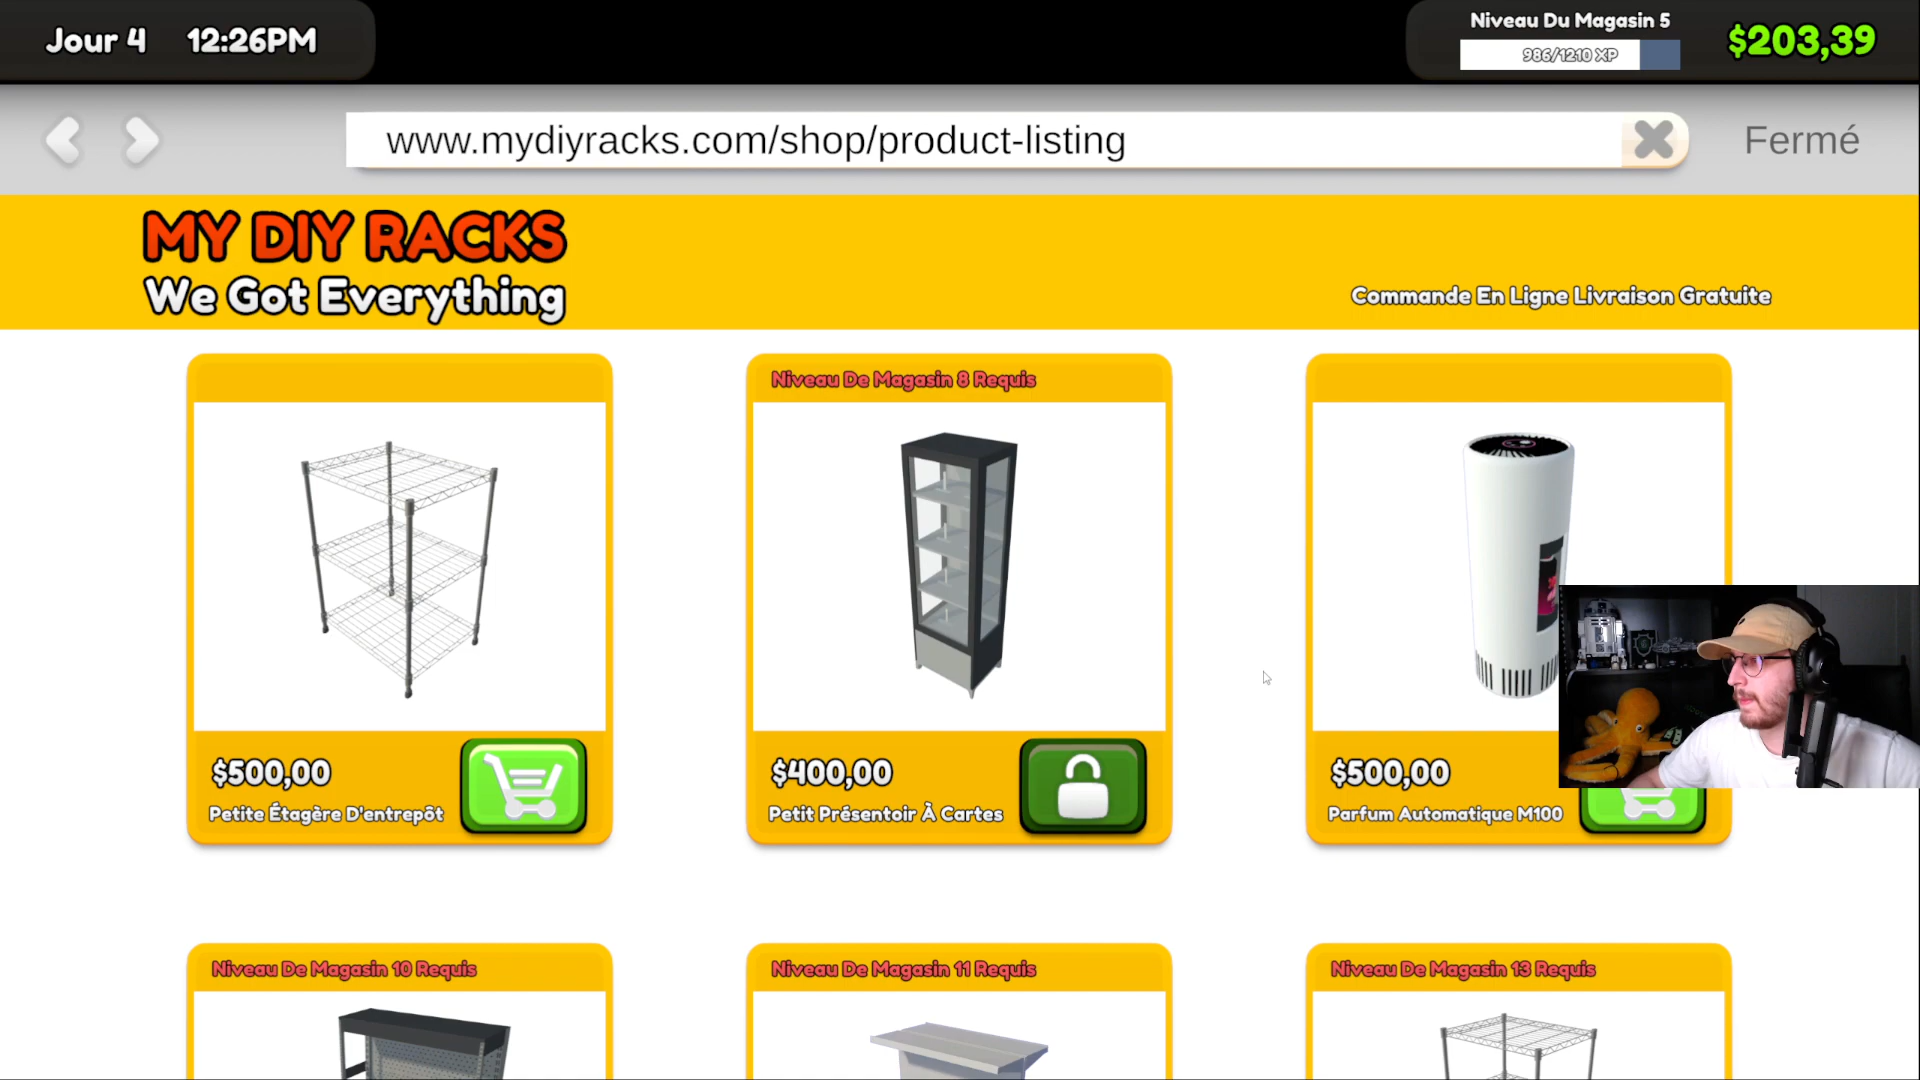 Jour 4 12:26PM
Niveau Du Magasin 5
986/1210 XP
$203,39
www.mydiyracks.com/shop/product-listing
Fermé
MY DIY RACKS
We Got Everything
Commande En Ligne Livraison Gratuite
$500,00
Petite Étagère D'entrepôt
Niveau De Magasin 8 Requis
$400,00
Petit Présentoir À Cartes
$500,00
Parfum Automatique M100
Niveau De Magasin 10 Requis
Niveau De Magasin 11 Requis
Niveau De Magasin 13 Requis